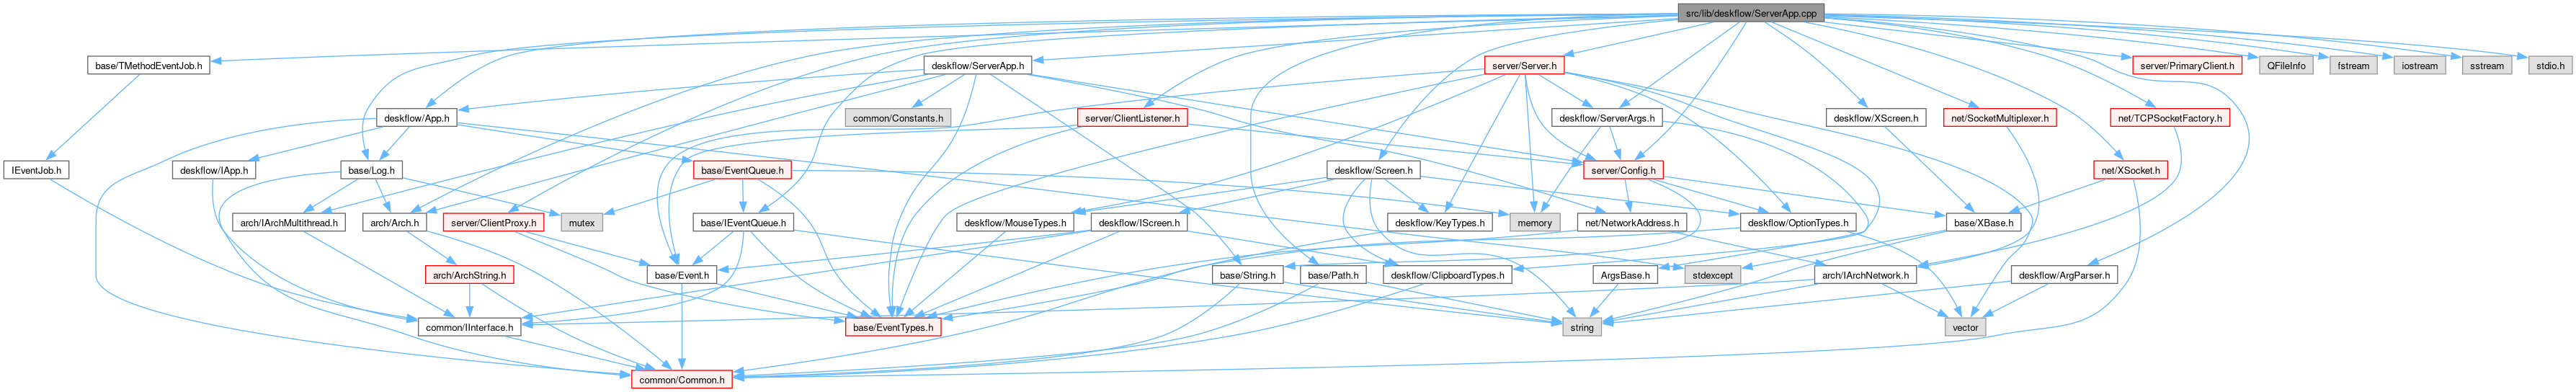 src/lib/deskflow/ServerApp.cpp
base/TMethodEventJob.h
deskflow/ServerApp.h
server/Server.h
server/PrimaryClient.h
QFileInfo
fstream
iostream
sstream
stdio.h
deskflow/App.h
common/Constants.h
server/ClientListener.h
deskflow/ServerArgs.h
deskflow/XScreen.h
net/SocketMultiplexer.h
net/TCPSocketFactory.h
IEventJob.h
deskflow/IApp.h
base/Log.h
base/EventQueue.h
deskflow/Screen.h
server/Config.h
net/XSocket.h
arch/IArchMultithread.h
arch/Arch.h
server/ClientProxy.h
mutex
base/IEventQueue.h
memory
deskflow/MouseTypes.h
deskflow/IScreen.h
deskflow/KeyTypes.h
net/NetworkAddress.h
deskflow/OptionTypes.h
base/XBase.h
arch/ArchString.h
base/Event.h
base/String.h
base/Path.h
deskflow/ClipboardTypes.h
ArgsBase.h
stdexcept
arch/IArchNetwork.h
deskflow/ArgParser.h
common/IInterface.h
base/EventTypes.h
string
vector
common/Common.h